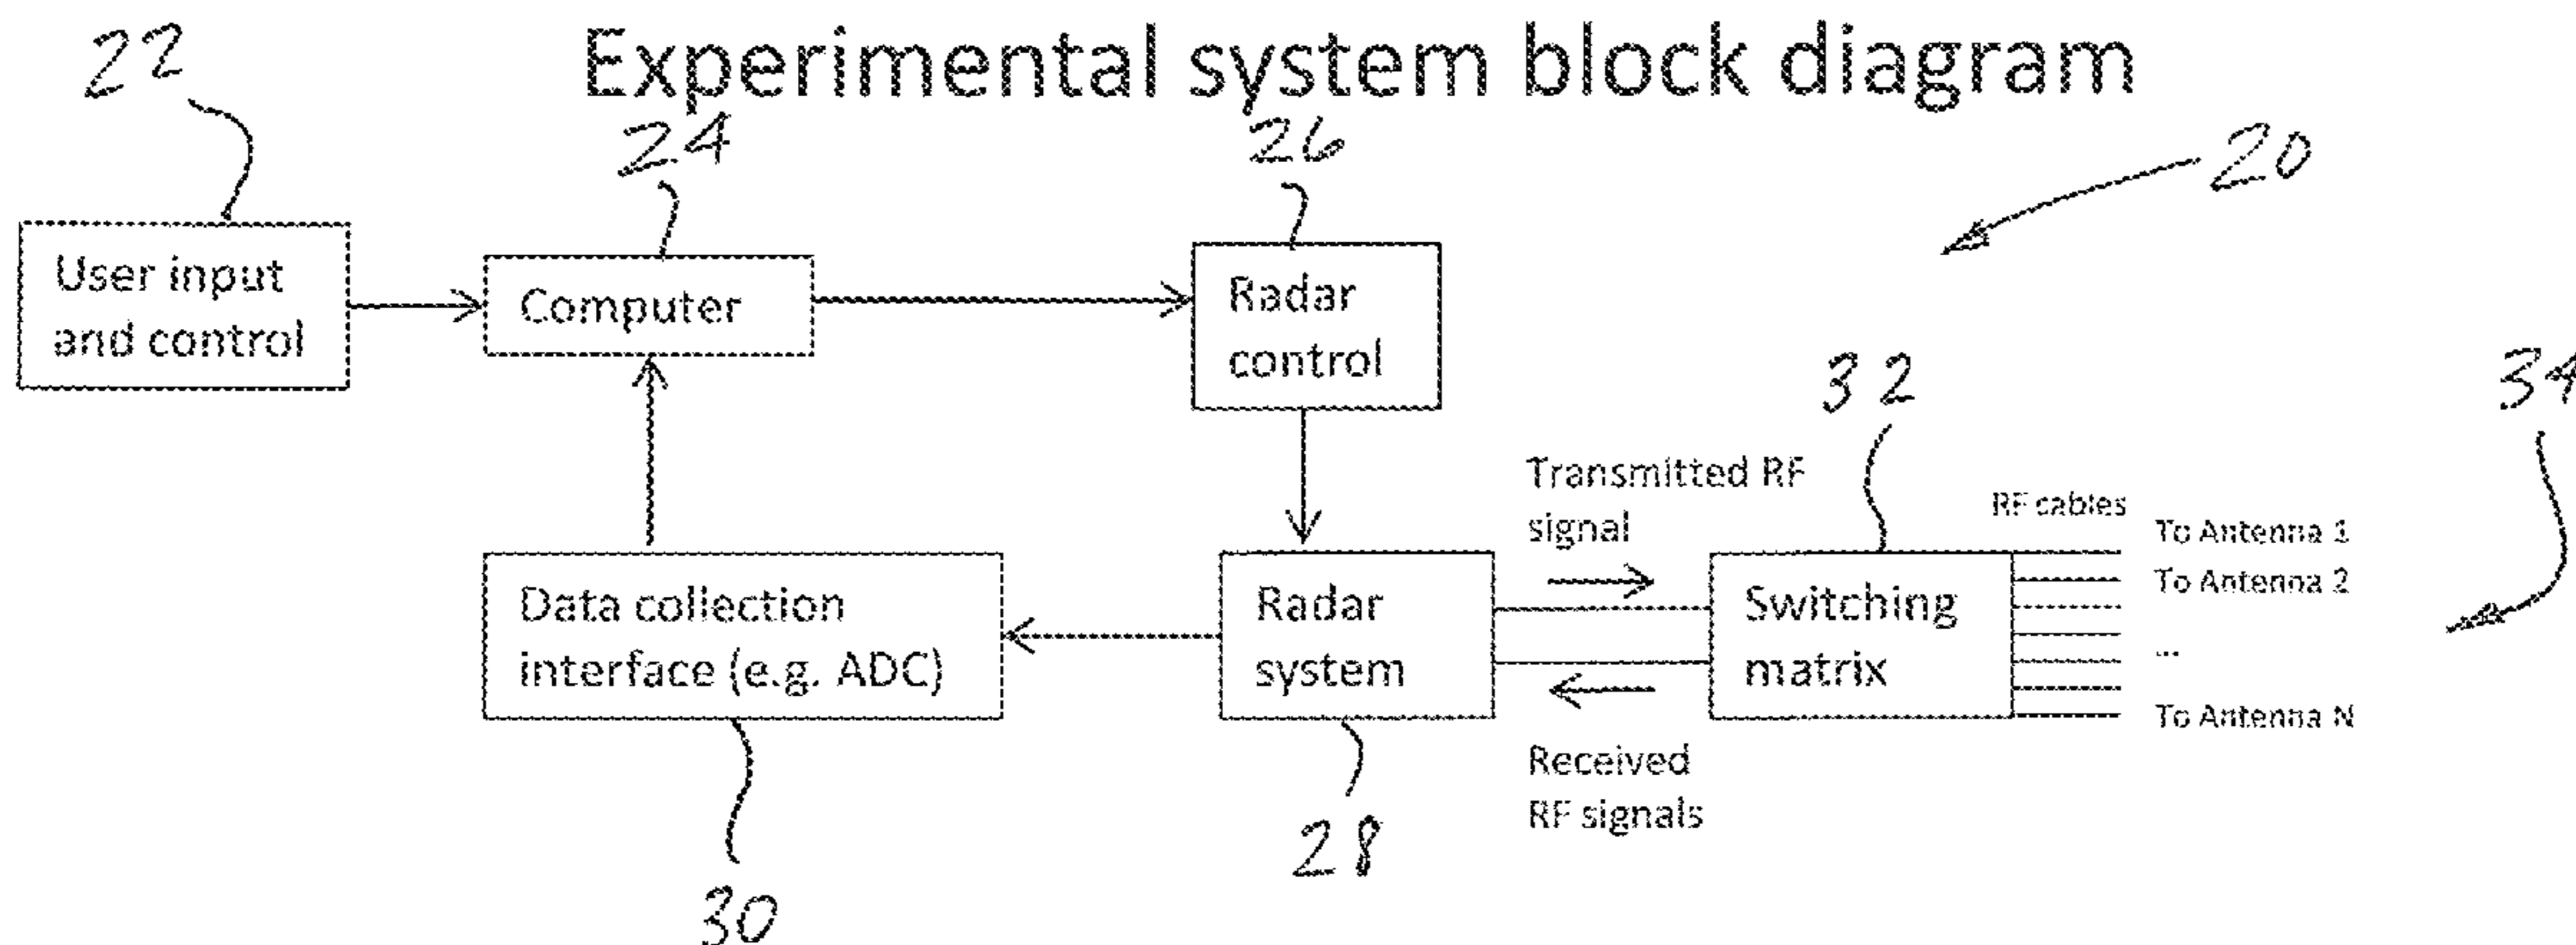 Experimental system block diagram
22
24
26
20
User input
and control
Computer
Radar
control
32
34
Transmitted RF
signal
RF cables
To Antenna 1
To Antenna 2
...
To Antenna N
Data collection
interface (e.g. ADC)
Radar
system
Switching
matrix
Received
RF signals
28
30